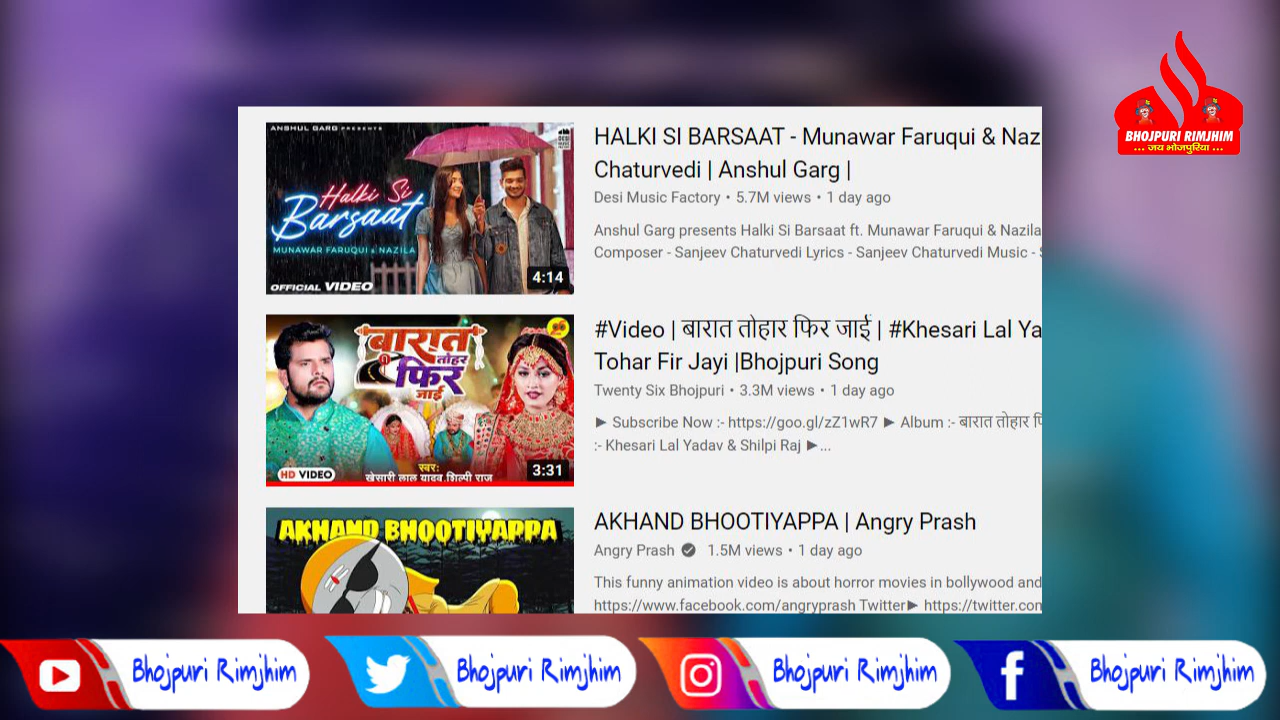 BHOJPURI RIMJHIM
... जय भोजपुरिया ...
ANSHUL GARG PRESENTS
DESI MUSIC FACTORY
Halki Si
Barsaat
MUNAWAR FARUQUI & NAZILA
OFFICIAL VIDEO
4:14
HALKI SI BARSAAT - Munawar Faruqui & Naz
Chaturvedi | Anshul Garg |
Desi Music Factory • 5.7M views • 1 day ago
Anshul Garg presents Halki Si Barsaat ft. Munawar Faruqui & Nazila
Composer - Sanjeev Chaturvedi Lyrics - Sanjeev Chaturvedi Music - S
बारात
तोहर
फिर
जाई
HD VIDEO
स्वर:
खेसारी लाल यादव,शिल्पी राज
3:31
#Video | बारात तोहार फिर जाई | #Khesari Lal Ya
Tohar Fir Jayi |Bhojpuri Song
Twenty Six Bhojpuri • 3.3M views • 1 day ago
► Subscribe Now :- https://goo.gl/zZ1wR7 ► Album :- बारात तोहार फि
:- Khesari Lal Yadav & Shilpi Raj ►...
AKHAND BHOOTIYAPPA
AKHAND BHOOTIYAPPA | Angry Prash
Angry Prash 1.5M views • 1 day ago
This funny animation video is about horror movies in bollywood and
https://www.facebook.com/angryprash Twitter► https://twitter.con
Bhojpuri Rimjhim
Bhojpuri Rimjhim
Bhojpuri Rimjhim
Bhojpuri Rimjhim